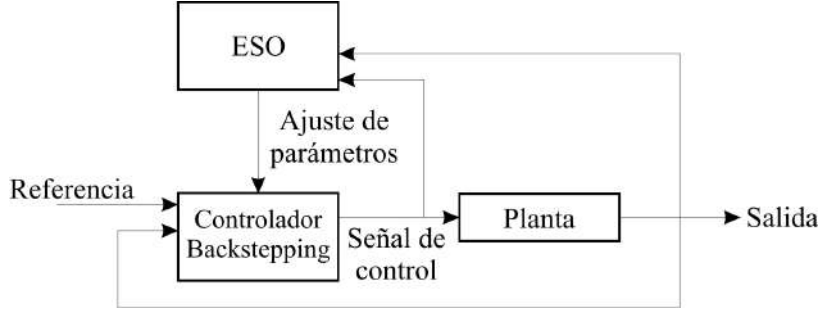 ESO
Ajuste de
parámetros
Referencia
Controlador
Backstepping
Señal de
control
Planta
Salida